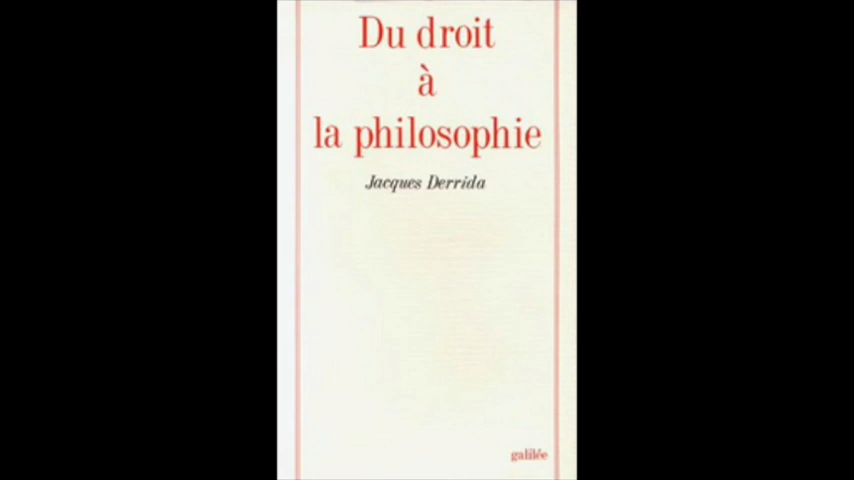 Du droit
à
la philosophie
Jacques Derrida
galilée